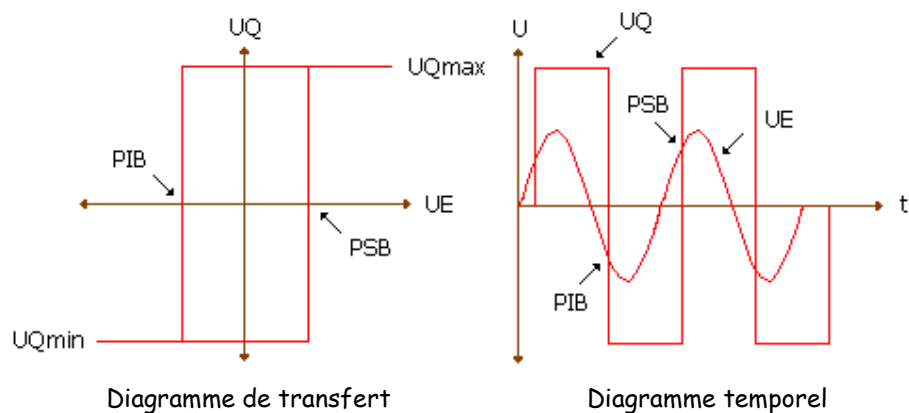 UQ
UQmax
PIB
UE
PSB
UQmin
Diagramme de transfert
U
UQ
PSB
UE
t
PIB
Diagramme temporel